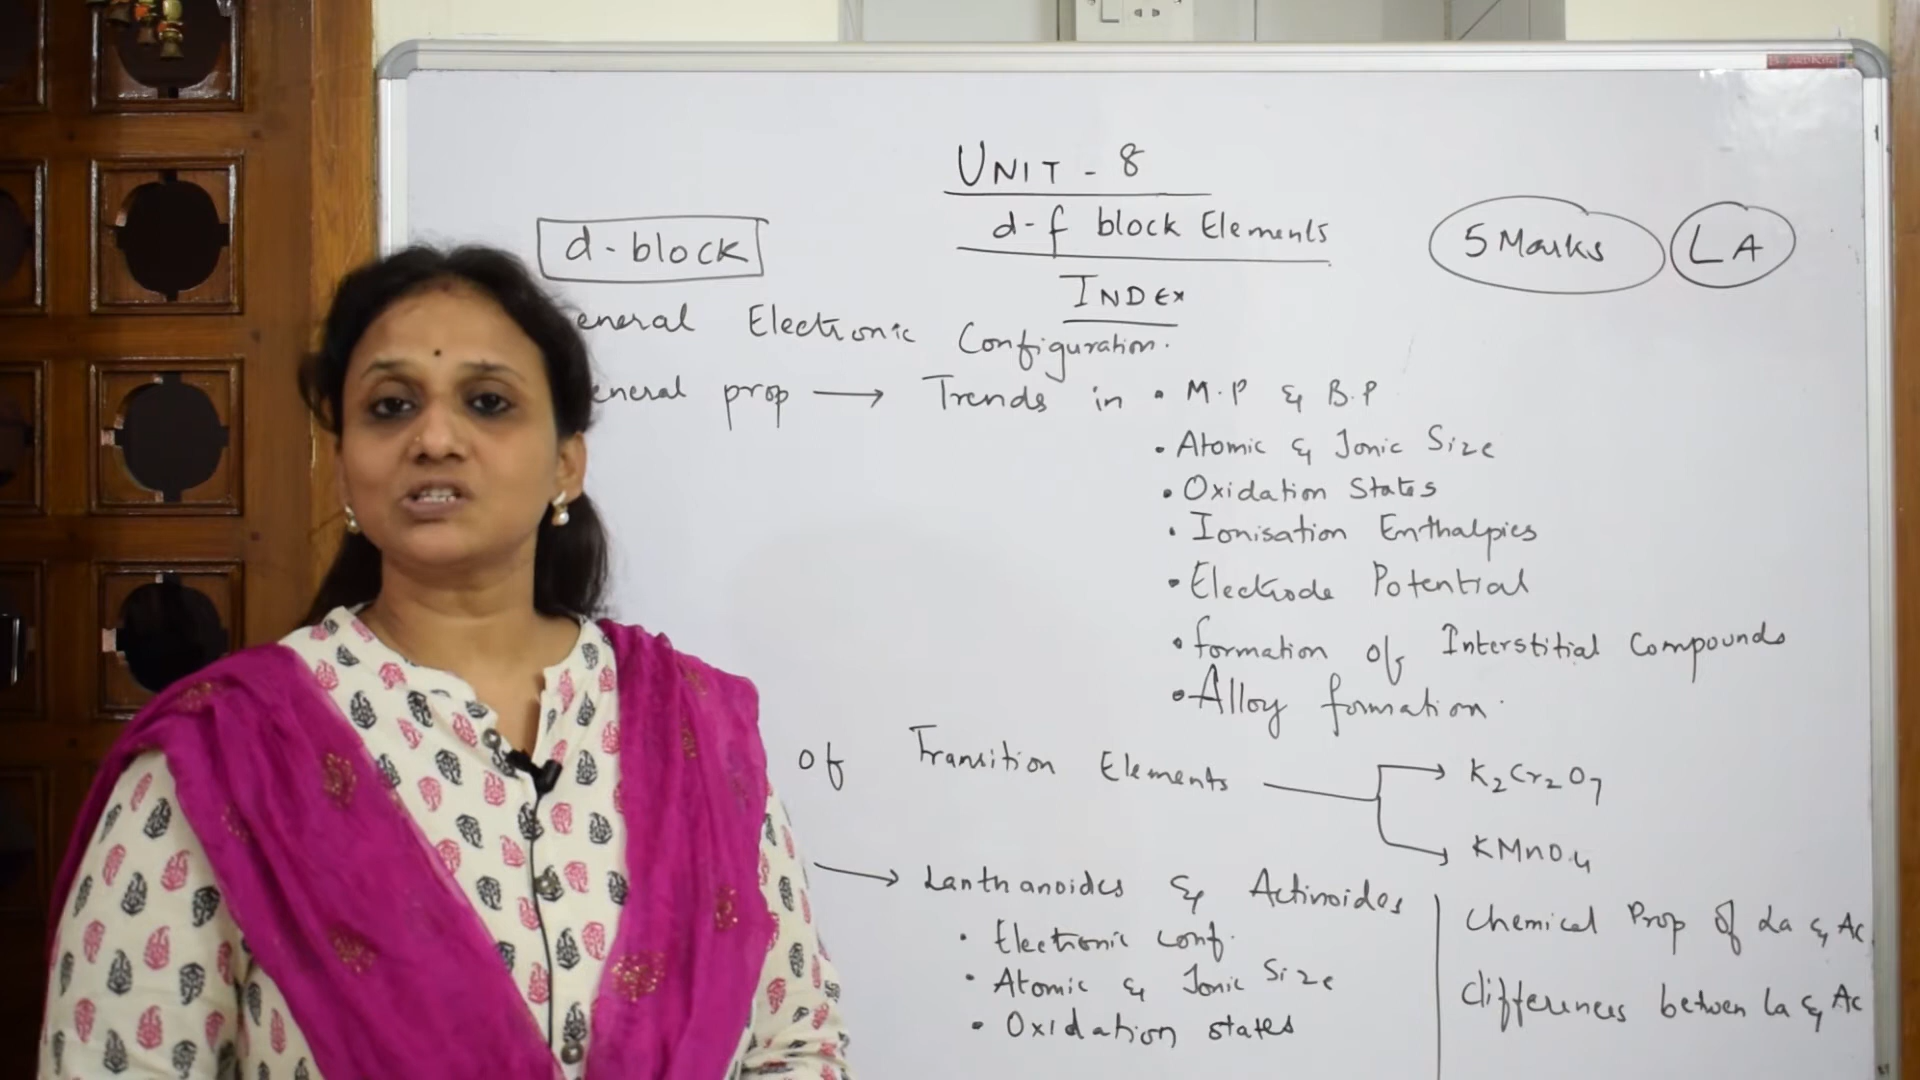 UNIT - 8
d-f block Elements
5 Marks
LA
d-block
INDEX
eneral Electronic Configuration.
eneral prop → Trends in • M.P & B.P
• Atomic & Ionic Size
• Oxidation States
• Ionisation Enthalpies
• Electrode Potential
• formation of Interstitial Compounds
• Alloy formation.
of Transition Elements → K2Cr2O7
→ KMnO4
→ Lanthanoides & Actinoides
• Electronic conf.
• Atomic & Ionic Size
• Oxidation states
Chemical Prop of La & Ac
differences betwen La & Ac